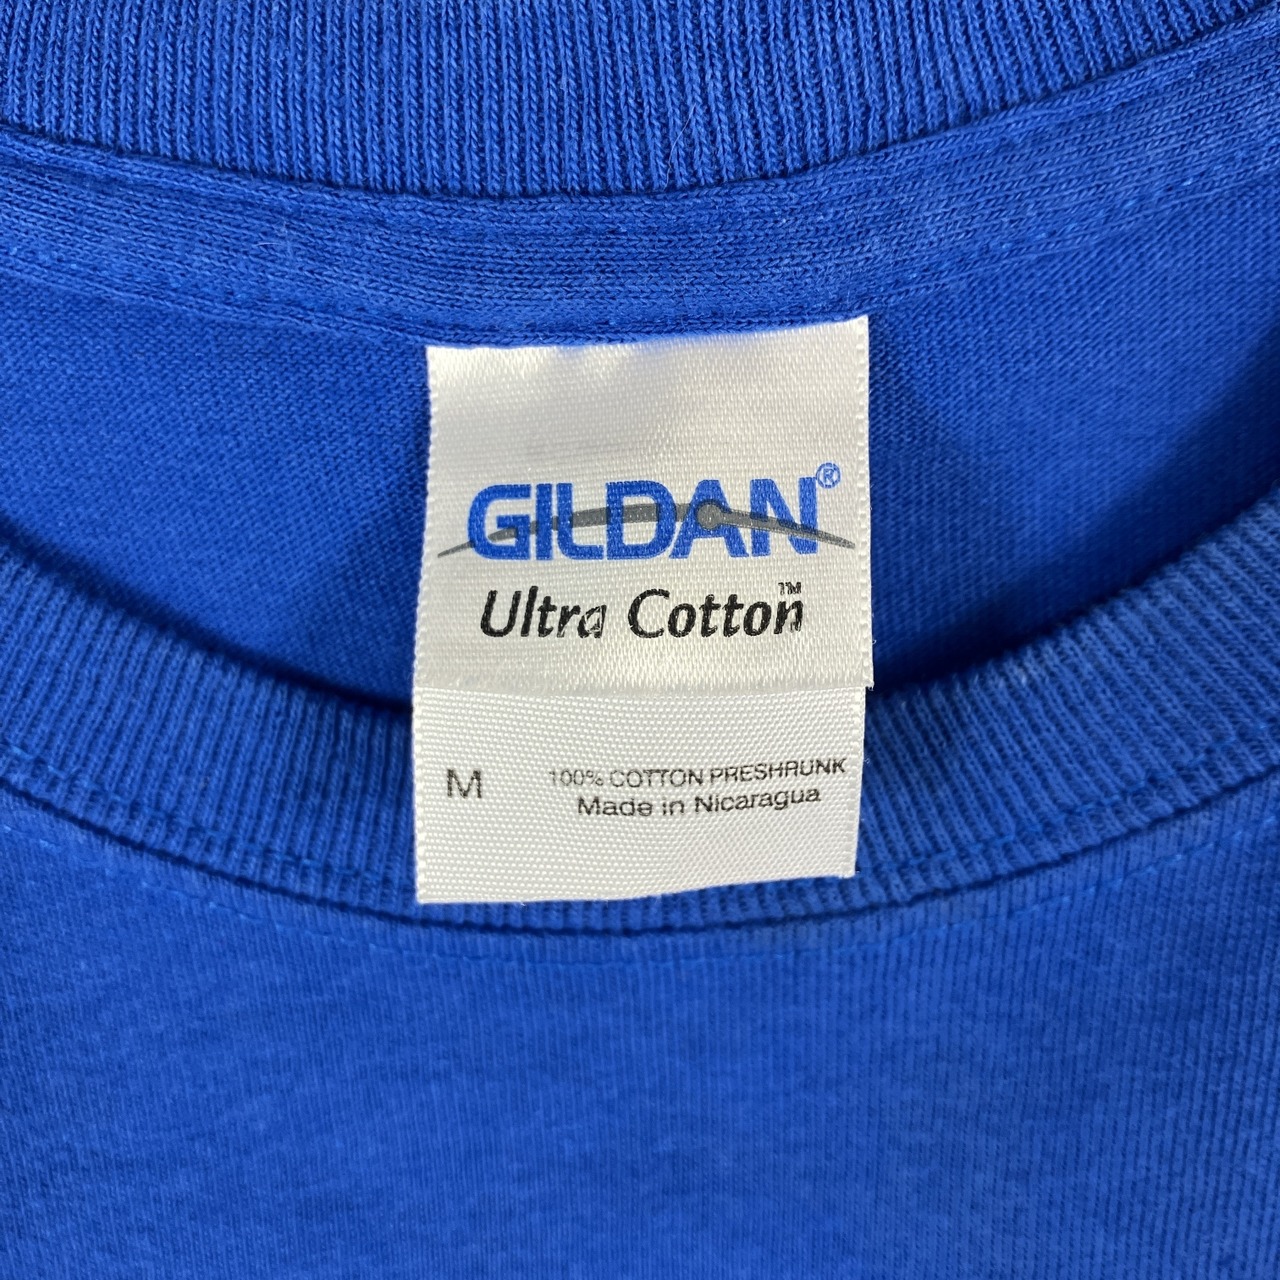 GILDAN®
Ultra Cotton™
M
100% COTTON PRESHRUNK
Made in Nicaragua